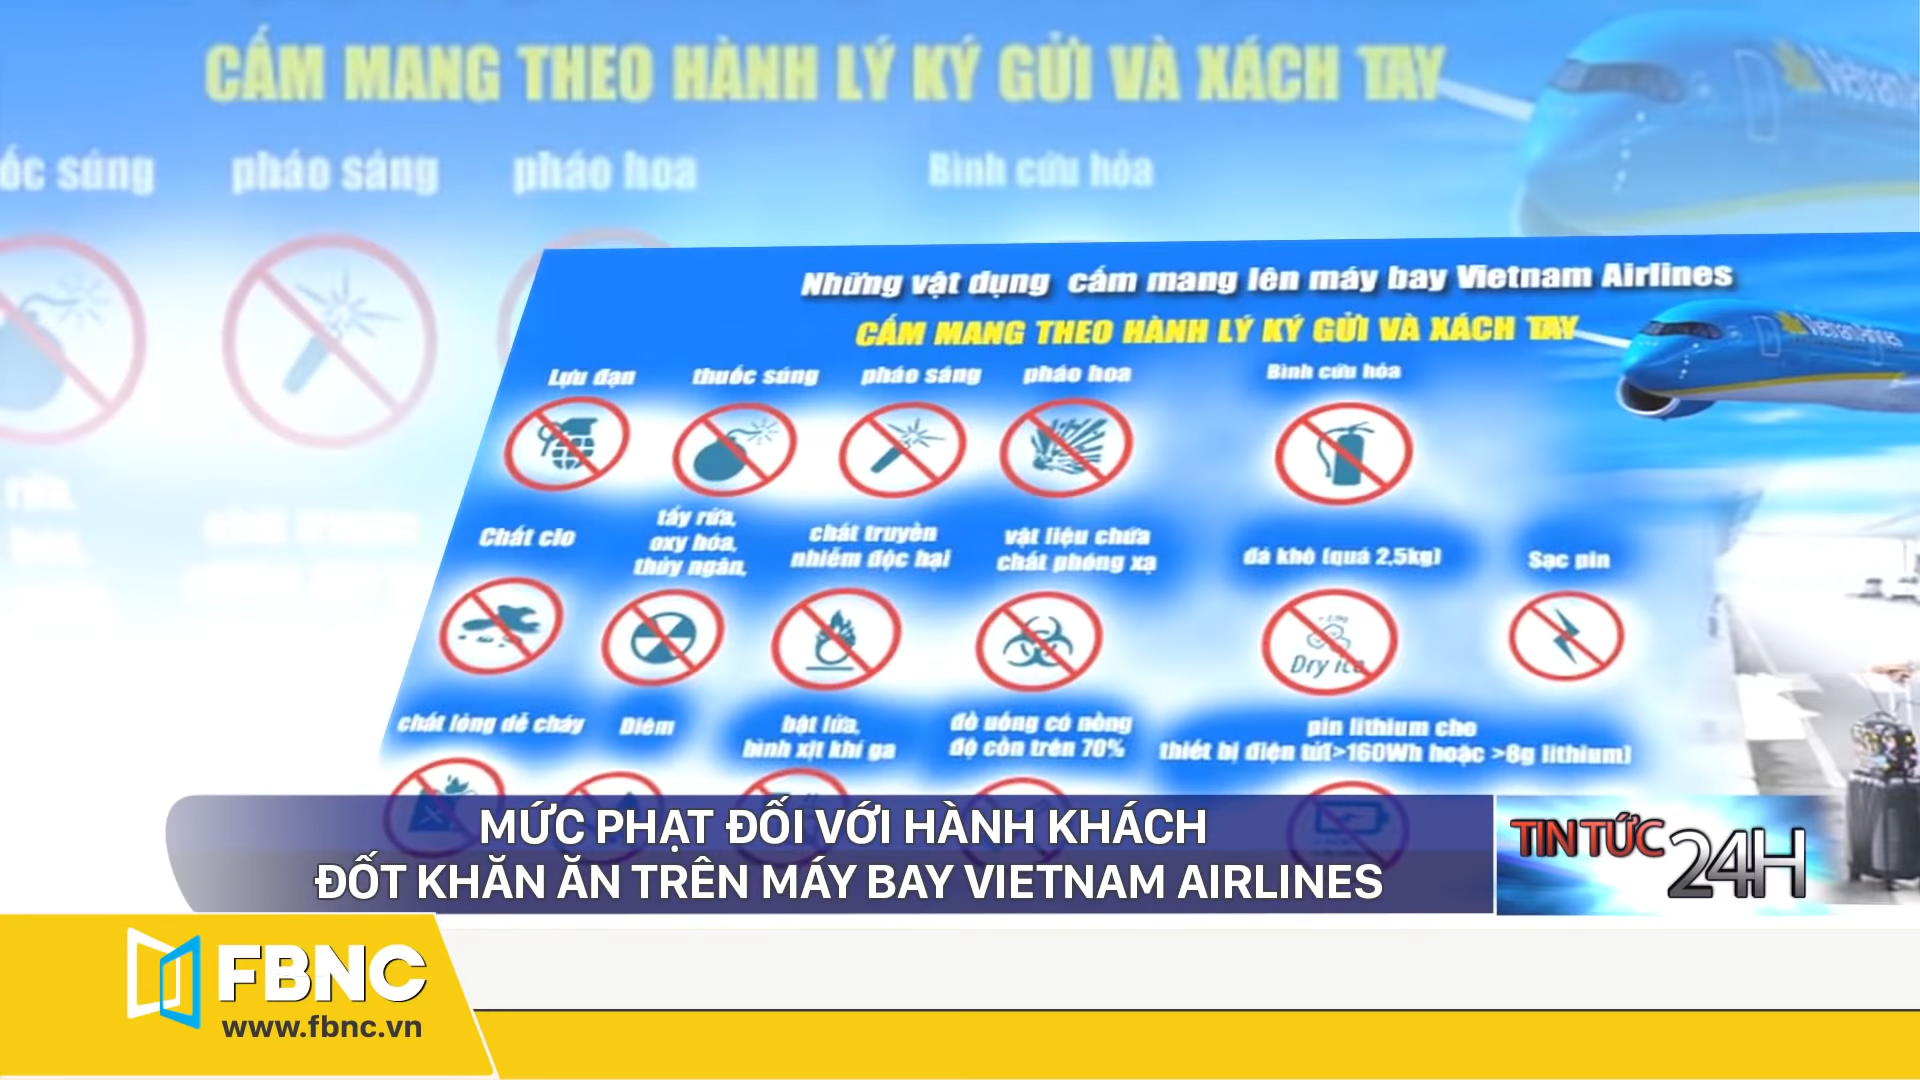 CẤM MANG THEO HÀNH LÝ KÝ GỬI VÀ XÁCH TAY
ốc súng pháo sáng pháo hoa Bình cứu hỏa
Những vật dụng cấm mang lên máy bay Vietnam Airlines
CẤM MANG THEO HÀNH LÝ KÝ GỬI VÀ XÁCH TAY
Lựu đạn thuốc súng pháo sáng pháo hoa Bình cứu hỏa
Chất clo
tẩy rửa,
oxy hóa,
thủy ngân,
chất truyền
nhiễm độc hại
vật liệu chứa
chất phóng xạ
đá khô (quá 2,5kg)
Sạc pin
Dry ice
chất lỏng dễ cháy
Diêm
bật lửa,
bình xịt khí ga
đồ uống có nồng
độ cồn trên 70%
pin lithium cho
thiết bị điện tử(>160Wh hoặc >8g lithium)
MỨC PHẠT ĐỐI VỚI HÀNH KHÁCH
ĐỐT KHĂN ĂN TRÊN MÁY BAY VIETNAM AIRLINES
TIN TỨC
24H
FBNC
www.fbnc.vn